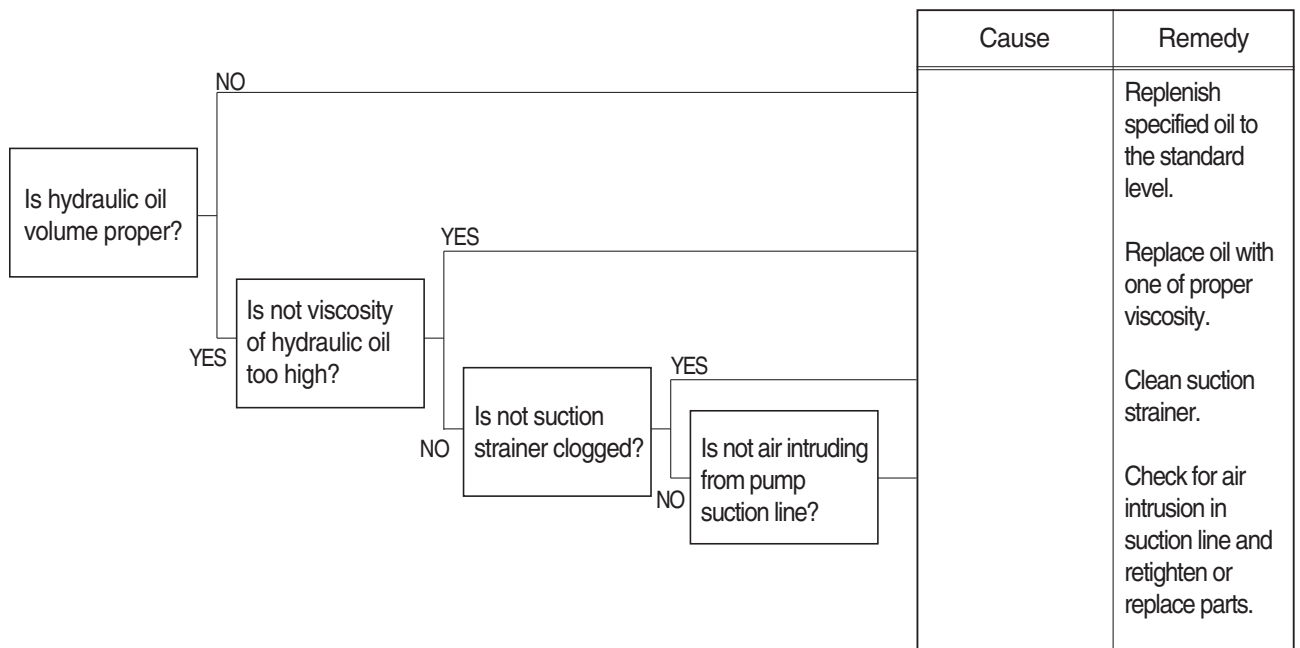 Cause
Remedy
NO
Replenish
specified oil to
the standard
level.
Is hydraulic oil
volume proper?
YES
Replace oil with
one of proper
viscosity.
YES
Is not viscosity
of hydraulic oil
too high?
YES
Clean suction
strainer.
NO
Is not suction
strainer clogged?
NO
Is not air intruding
from pump
suction line?
Check for air
intrusion in
suction line and
retighten or
replace parts.